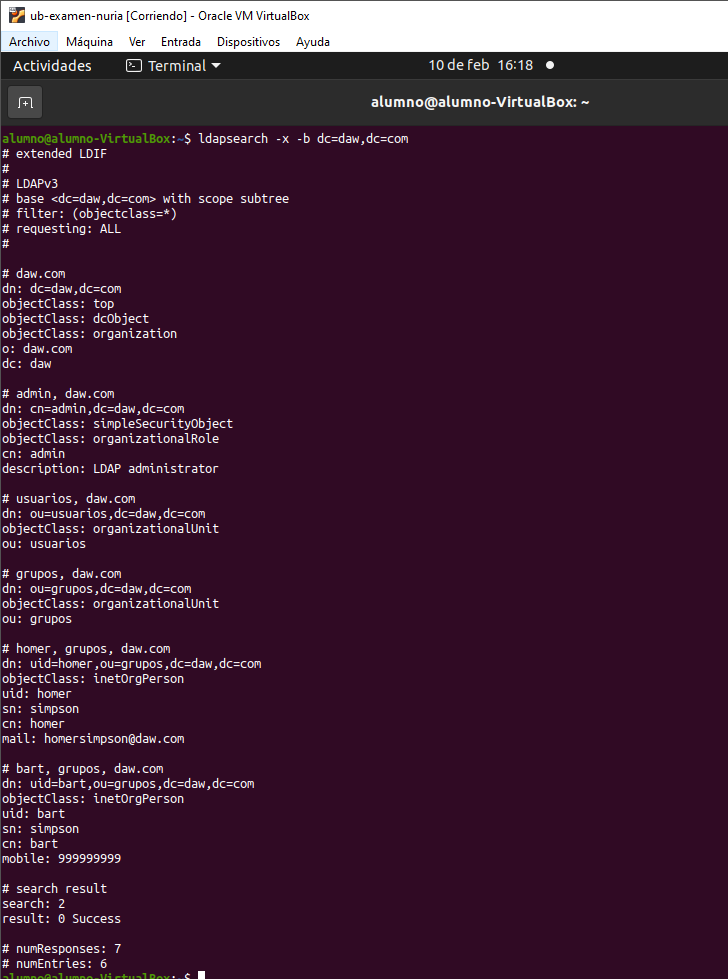 ub-examen-nuria [Corriendo] - Oracle VM VirtualBox
Archivo Máquina Ver Entrada Dispositivos Ayuda
Actividades Terminal 10 de feb 16:18
alumno@alumno-VirtualBox: ~
alumno@alumno-VirtualBox:~$ ldapsearch -x -b dc=daw,dc=com
# extended LDIF
#
# LDAPv3
# base <dc=daw,dc=com> with scope subtree
# filter: (objectclass=*)
# requesting: ALL
#
# daw.com
dn: dc=daw,dc=com
objectClass: top
objectClass: dcObject
objectClass: organization
o: daw.com
dc: daw
# admin, daw.com
dn: cn=admin,dc=daw,dc=com
objectClass: simpleSecurityObject
objectClass: organizationalRole
cn: admin
description: LDAP administrator
# usuarios, daw.com
dn: ou=usuarios,dc=daw,dc=com
objectClass: organizationalUnit
ou: usuarios
# grupos, daw.com
dn: ou=grupos,dc=daw,dc=com
objectClass: organizationalUnit
ou: grupos
# homer, grupos, daw.com
dn: uid=homer,ou=grupos,dc=daw,dc=com
objectClass: inetOrgPerson
uid: homer
sn: simpson
cn: homer
mail: homersimpson@daw.com
# bart, grupos, daw.com
dn: uid=bart,ou=grupos,dc=daw,dc=com
objectClass: inetOrgPerson
uid: bart
sn: simpson
cn: bart
mobile: 999999999
# search result
search: 2
result: 0 Success
# numResponses: 7
# numEntries: 6
alumno@alumno-VirtualBox:~$